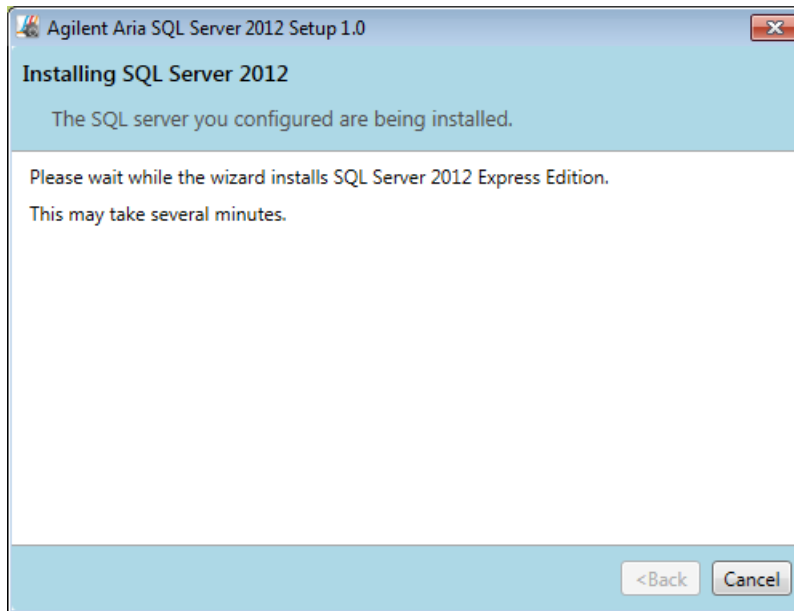 Agilent Aria SQL Server 2012 Setup 1.0
Installing SQL Server 2012
The SQL server you configured are being installed.
Please wait while the wizard installs SQL Server 2012 Express Edition.
This may take several minutes.
<Back Cancel